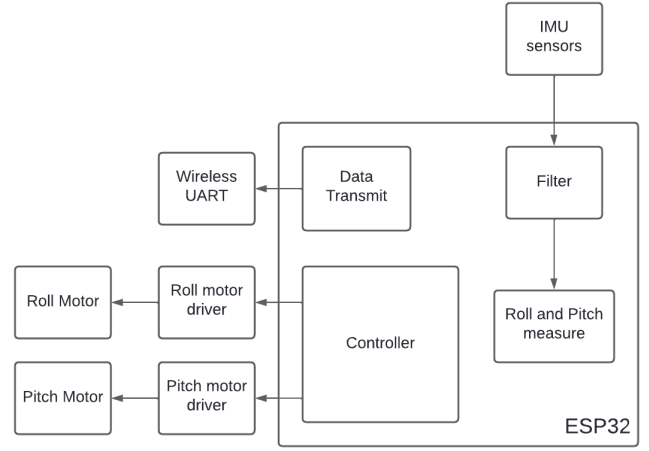 IMU
sensors
Wireless
UART
Data
Transmit
Filter
Roll Motor
Roll motor
driver
Controller
Roll and Pitch
measure
Pitch Motor
Pitch motor
driver
ESP32